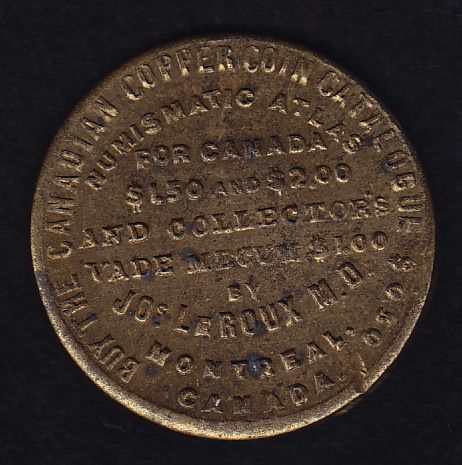 BUY THE CANADIAN COPPER COIN CATALOGUE
NUMISMATIC ATLAS
FOR CANADA
$1.50 AND $2.00
AND COLLECTOR'S
VADE MECUM $1.00
BY
JOS LEROUX M.D.
MONTREAL.
CANADA.